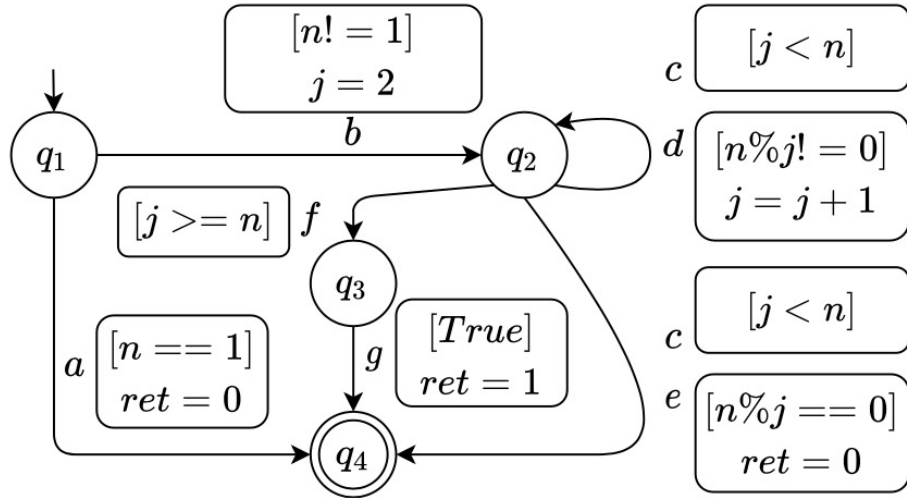 [n! = 1]
j = 2
b
c
[j < n]
q1
q2
d
[n%j! = 0]
j = j + 1
[j >= n]
f
q3
c
[j < n]
a
[n == 1]
ret = 0
g
[True]
ret = 1
e
[n%j == 0]
ret = 0
q4